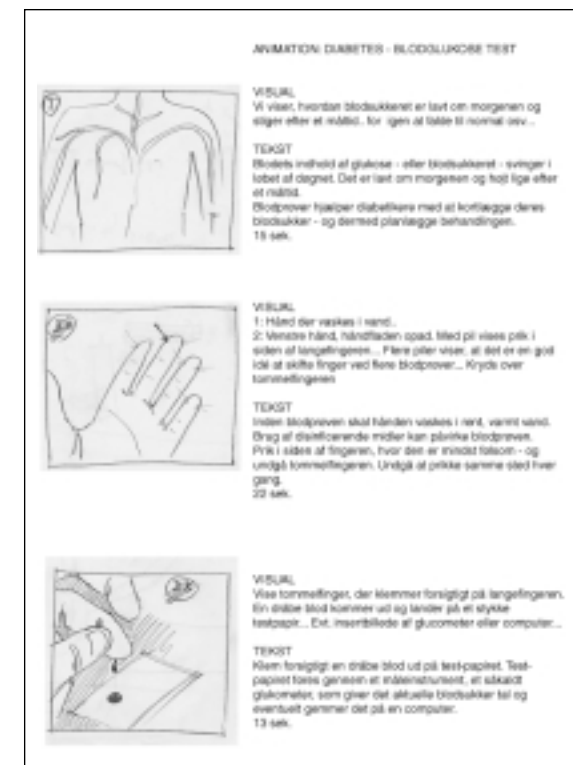 ANIMATION: DIABETES - BLODGLUKOSE TEST
VISUAL
Vi viser, hvordan blodsukkeret er lavt om morgenen og
stiger efter et måltid.. for igen at falde til normal osv...
TEKST
Blodets indhold af glukose - eller blodsukkeret - svinger i
løbet af døgnet. Det er lavt om morgenen og højt lige efter
et måltid.
Blodprøver hjælper diabetikere med at kortlægge deres
blodsukker - og dermed planlægge behandlingen.
15 sek.
VISUAL
1: Hånd der vaskes i vand..
2: Venstre hånd, håndfladen opad. Med pil vises prik i
siden af langefingeren... Flere piler viser, at det er en god
idé at skifte finger ved flere blodprøver... Kryds over
tommelfingeren
TEKST
Inden blodprøven skal hånden vaskes i rent, varmt vand.
Brug af disinficerende midler kan påvirke blodprøven.
Prik i siden af fingeren, hvor den er mindst følsom - og
undgå tommelfingeren. Undgå at prikke samme sted hver
gang.
22 sek.
VISUAL
Vise tommelfinger, der klemmer forsigtigt på langefingeren.
En dråbe blod kommer ud og lander på et stykke
testpapir... Evt. insertbillede af glucometer eller computer...
TEKST
Klem forsigtigt en dråbe blod ud på test-papiret. Test-
papiret føres gennem et måleinstrument, et såkaldt
glukometer, som giver det aktuelle blodsukker tal og
eventuelt gemmer det på en computer.
13 sek.